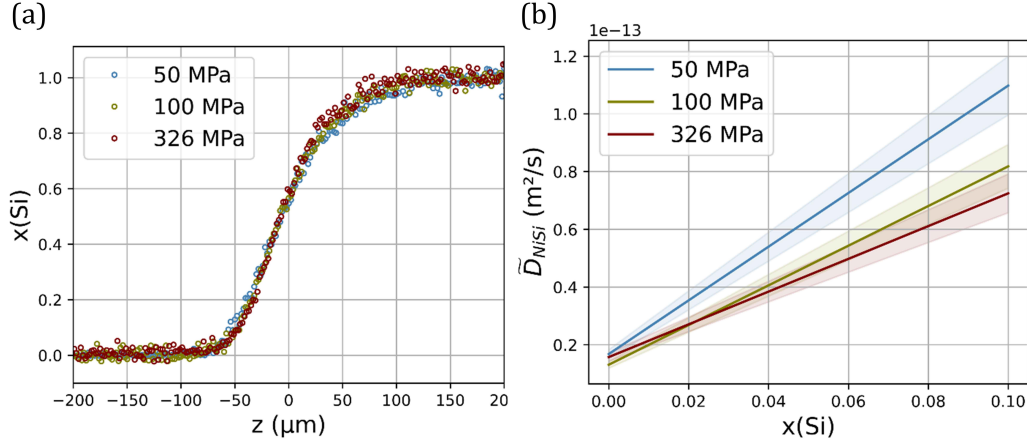 (a)
1.0
0.8
0.6
0.4
0.2
0.0
x(Si)
50 MPa
100 MPa
326 MPa
−200 −150 −100 −50 0 50 100 150 200
z (μm)
(b)
1e−13
1.2
1.0
0.8
0.6
0.4
0.2
D̃NiSi (m²/s)
50 MPa
100 MPa
326 MPa
0.00 0.02 0.04 0.06 0.08 0.10
x(Si)